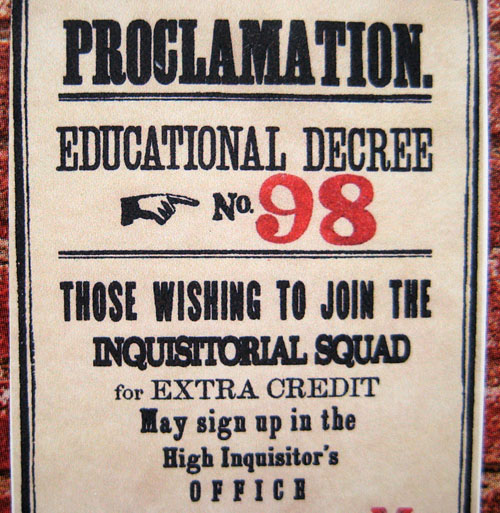 PROCLAMATION.
EDUCATIONAL DECREE
No. 98
THOSE WISHING TO JOIN THE
INQUISITORIAL SQUAD
for EXTRA CREDIT
May sign up in the
High Inquisitor's
OFFICE